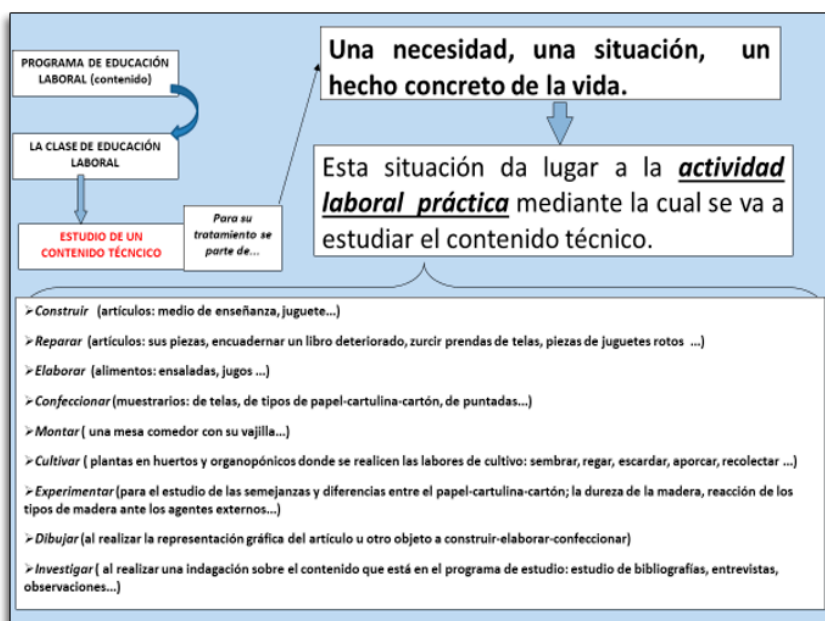 PROGRAMA DE EDUCACIÓN
LABORAL (contenido)
LA CLASE DE EDUCACIÓN
LABORAL
ESTUDIO DE UN
CONTENIDO TÉCNCICO
Para su
tratamiento se
parte de...
Una necesidad, una situación, un
hecho concreto de la vida.
Esta situación da lugar a la actividad
laboral práctica mediante la cual se va a
estudiar el contenido técnico.
➢Construir (artículos: medio de enseñanza, juguete...)
➢Reparar (artículos: sus piezas, encuadernar un libro deteriorado, zurcir prendas de telas, piezas de juguetes rotos ...)
➢Elaborar (alimentos: ensaladas, jugos ...)
➢Confeccionar (muestrarios: de telas, de tipos de papel-cartulina-cartón, de puntadas...)
➢Montar ( una mesa comedor con su vajilla...)
➢Cultivar ( plantas en huertos y organopónicos donde se realicen las labores de cultivo: sembrar, regar, escardar, aporcar, recolectar ...)
➢Experimentar (para el estudio de las semejanzas y diferencias entre el papel-cartulina-cartón; la dureza de la madera, reacción de los
tipos de madera ante los agentes externos...)
➢Dibujar (al realizar la representación gráfica del artículo u otro objeto a construir-elaborar-confeccionar)
➢Investigar ( al realizar una indagación sobre el contenido que está en el programa de estudio: estudio de bibliografías, entrevistas,
observaciones...)